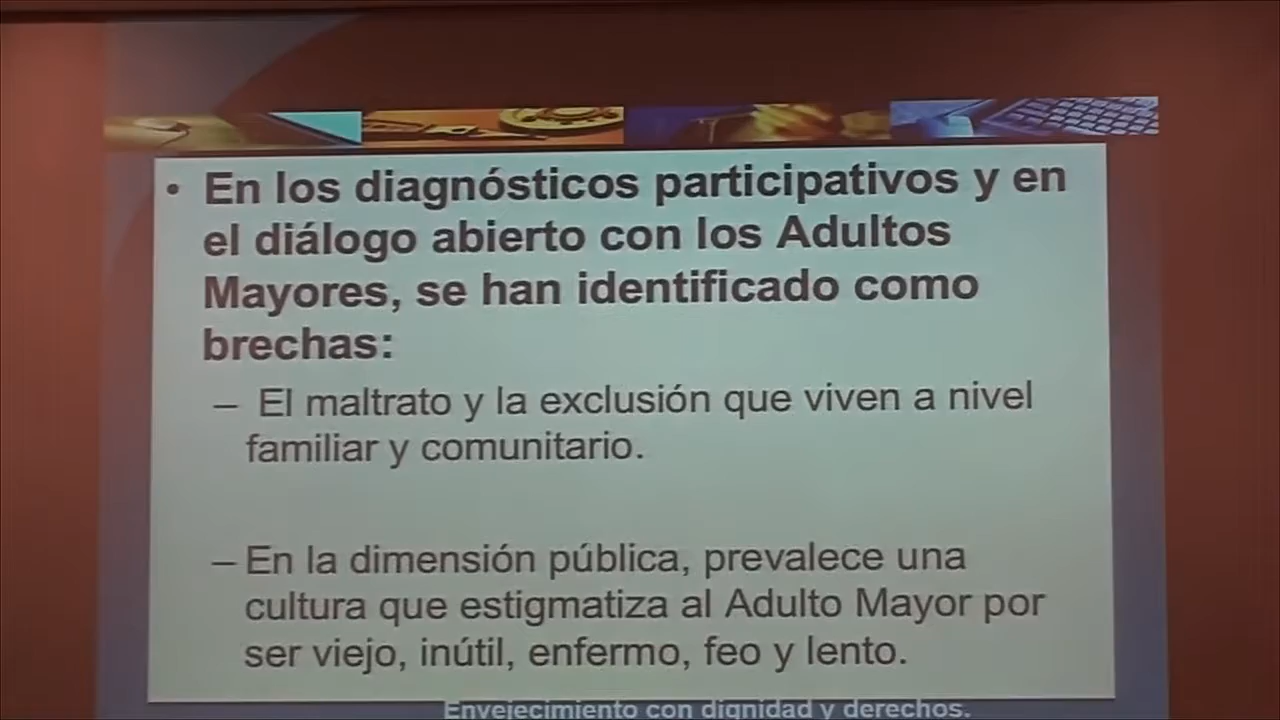 • En los diagnósticos participativos y en
el diálogo abierto con los Adultos
Mayores, se han identificado como
brechas:
– El maltrato y la exclusión que viven a nivel
familiar y comunitario.
– En la dimensión pública, prevalece una
cultura que estigmatiza al Adulto Mayor por
ser viejo, inútil, enfermo, feo y lento.
Envejecimiento con dignidad y derechos.